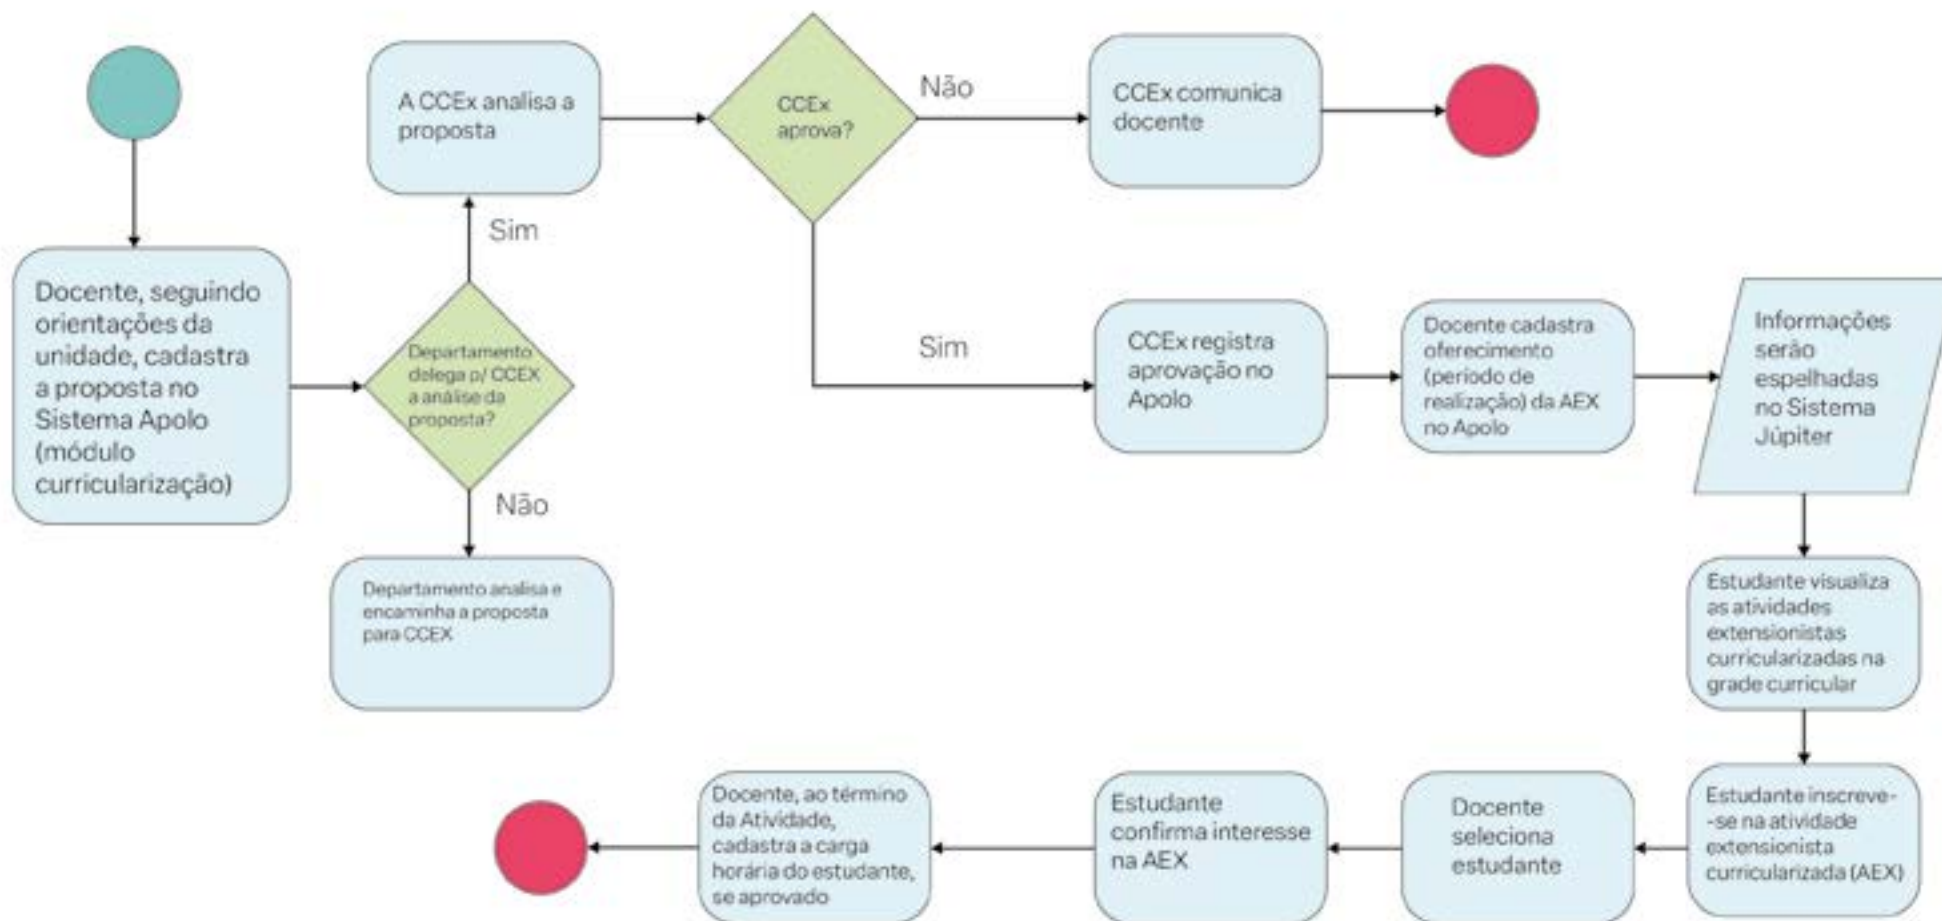 Docente, seguindo
orientações da
unidade, cadastra
a proposta no
Sistema Apolo
(módulo
curricularização)
Departamento
delega p/ CCEX
a análise da
proposta?
Sim
A CCEx analisa a
proposta
Não
Departamento analisa e
encaminha a proposta
para CCEX
CCEx
aprova?
Não
CCEx comunica
docente
Sim
CCEx registra
aprovação no
Apolo
Docente cadastra
oferecimento
(período de
realização) da AEX
no Apolo
Informações
serão
espelhadas
no Sistema
Júpiter
Estudante visualiza
as atividades
extensionistas
curricularizadas na
grade curricular
Estudante inscreve-
-se na atividade
extensionista
curricularizada (AEX)
Docente
seleciona
estudante
Estudante
confirma interesse
na AEX
Docente, ao término
da Atividade,
cadastra a carga
horária do estudante,
se aprovado